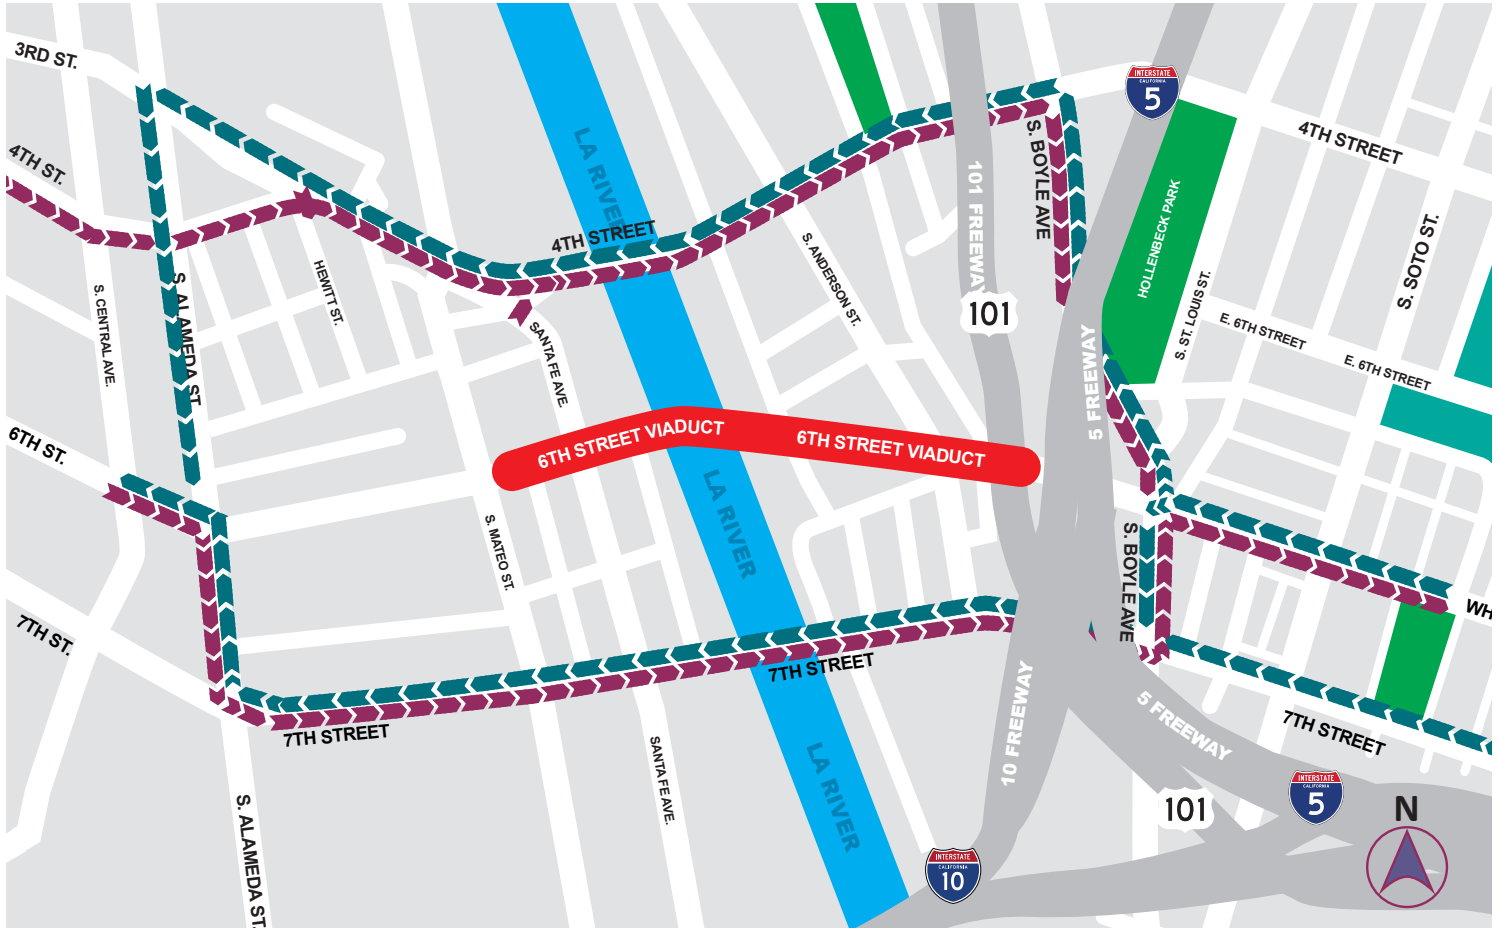 3RD ST.
INTERSTATE
CALIFORNIA
5
4TH STREET
4TH ST.
LA RIVER
S. BOYLE AVE
101 FREEWAY
HOLLENBECK PARK
4TH STREET
S. SOTO ST.
S. ANDERSON ST.
HEWITT ST.
S. CENTRAL AVE.
S. ALAMEDA ST.
S. ST. LOUIS ST.
101
E. 6TH STREET
E. 6TH STREET
SANTA FE AVE.
5 FREEWAY
6TH STREET VIADUCT
6TH STREET VIADUCT
6TH ST.
LA RIVER
S. MATEO ST.
S. BOYLE AVE
WH
7TH ST.
7TH STREET
10 FREEWAY
5 FREEWAY
7TH STREET
7TH STREET
SANTA FE AVE.
LA RIVER
S. ALAMEDA ST.
101
INTERSTATE
CALIFORNIA
5
N
INTERSTATE
CALIFORNIA
10